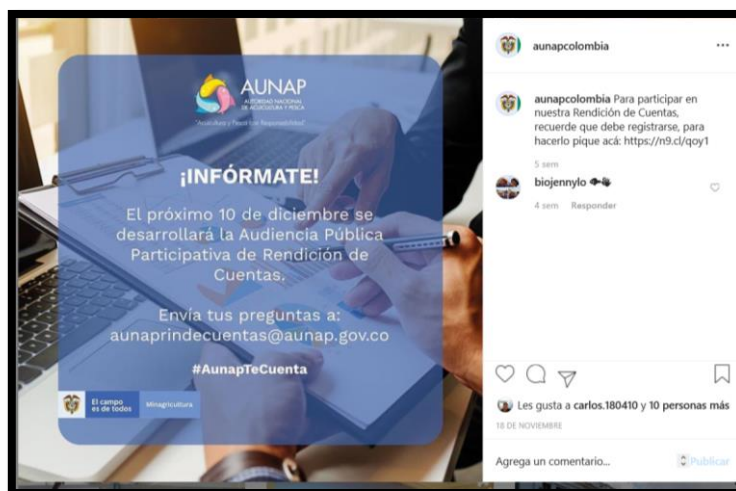 AUNAP
AUTORIDAD NACIONAL
DE ACUICULTURA Y PESCA
"Acuicultura y Pesca con Responsabilidad"
¡INFÓRMATE!
El próximo 10 de diciembre se
desarrollará la Audiencia Pública
Participativa de Rendición de
Cuentas.
Envía tus preguntas a:
aunaprindecuentas@aunap.gov.co
#AunapTeCuenta
El campo
es de todos
Minagricultura
aunapcolombia
aunapcolombia Para participar en
nuestra Rendición de Cuentas,
recuerde que debe registrarse, para
hacerlo pique acá: https://n9.cl/qoy1
5 sem
biojennylo
4 sem Responder
Les gusta a carlos.180410 y 10 personas más
18 DE NOVIEMBRE
Agrega un comentario...
Publicar